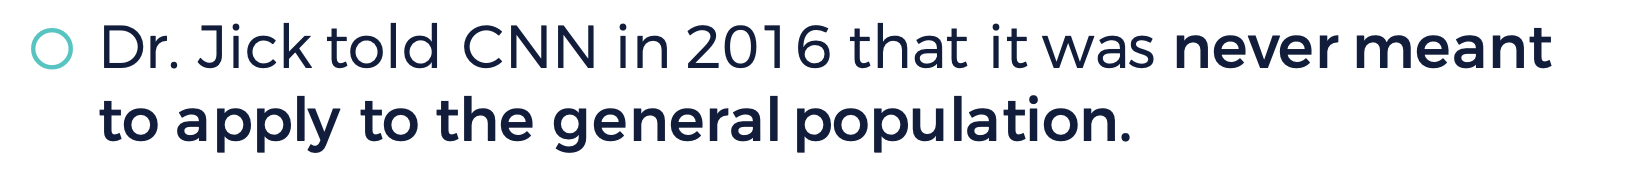 Dr. Jick told CNN in 2016 that it was never meant
to apply to the general population.